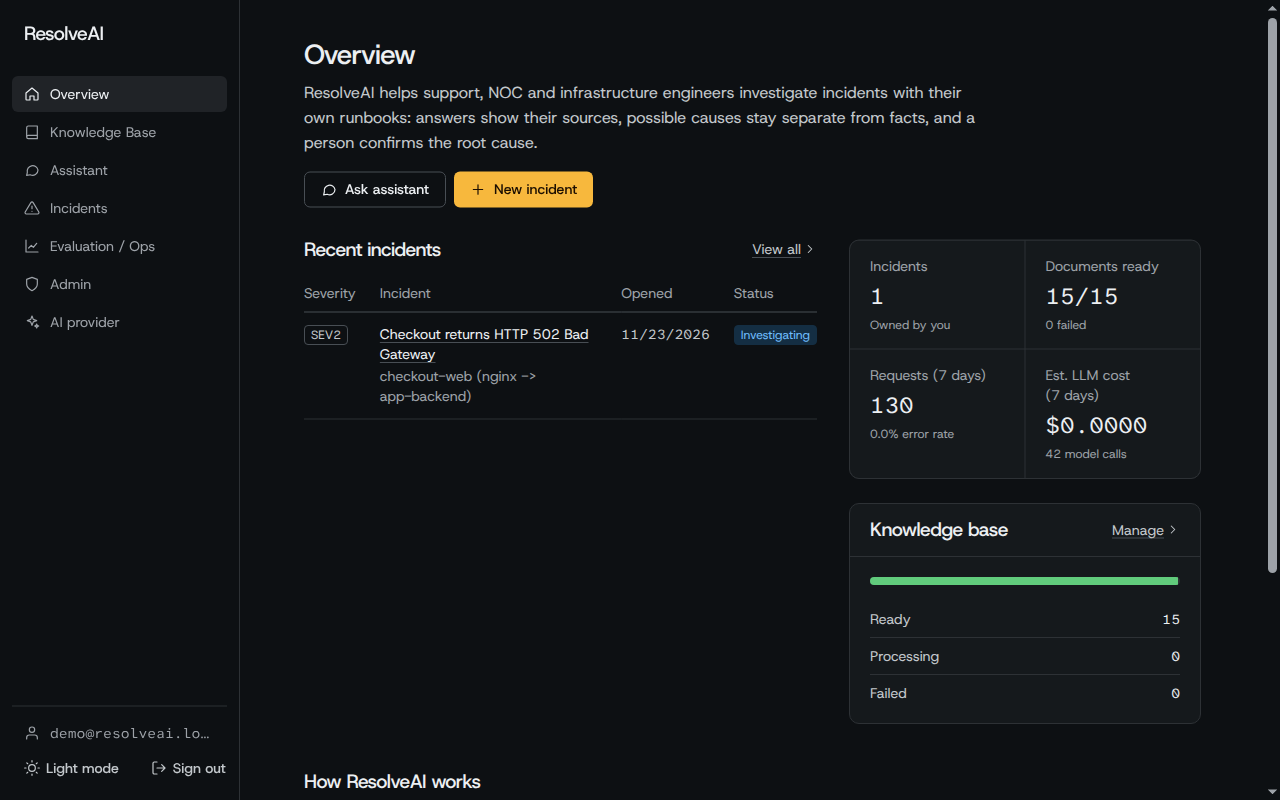 ResolveAI
Overview
Knowledge Base
Assistant
Incidents
Evaluation / Ops
Admin
AI provider
demo@resolveai.lo…
Light mode
Sign out
Overview
ResolveAI helps support, NOC and infrastructure engineers investigate incidents with their
own runbooks: answers show their sources, possible causes stay separate from facts, and a
person confirms the root cause.
Ask assistant
New incident
Recent incidents
View all
Severity Incident Opened Status
SEV2 Checkout returns HTTP 502 Bad 11/23/2026 Investigating
Gateway
checkout-web (nginx ->
app-backend)
Incidents
1
Owned by you
Documents ready
15/15
0 failed
Requests (7 days)
130
0.0% error rate
Est. LLM cost
(7 days)
$0.0000
42 model calls
Knowledge base
Manage
Ready 15
Processing 0
Failed 0
How ResolveAI works